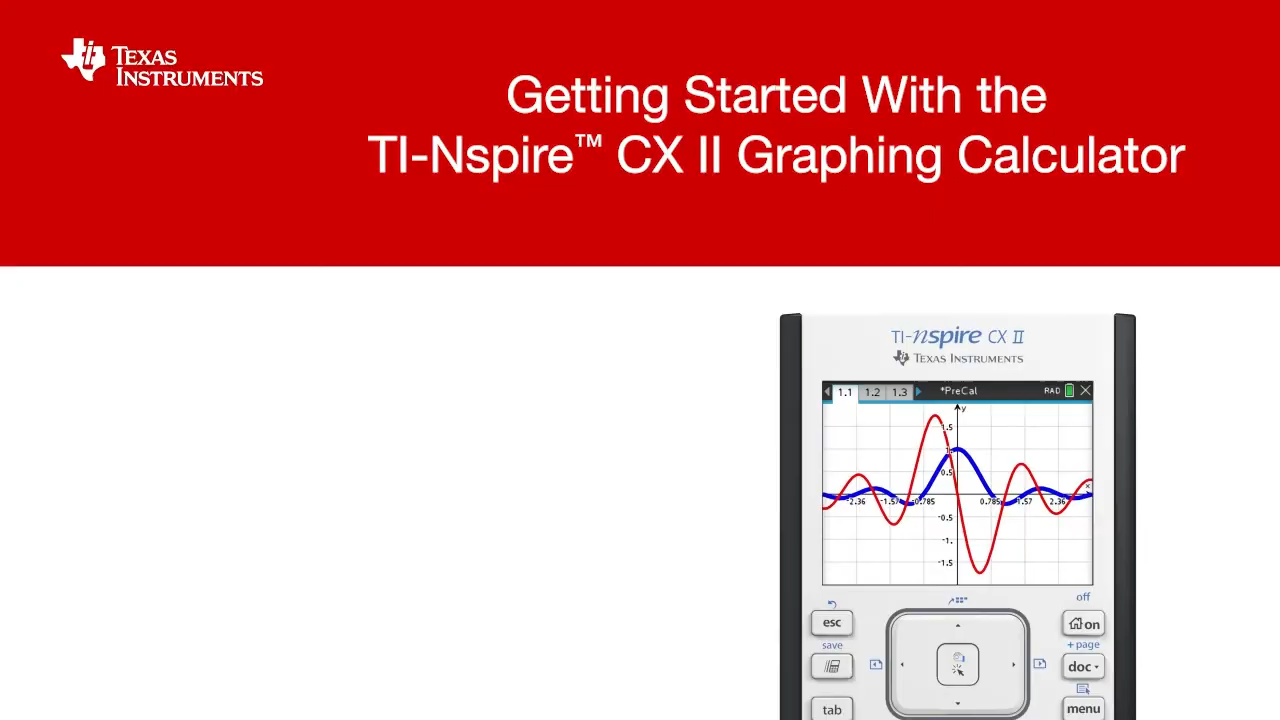 TEXAS
INSTRUMENTS
Getting Started With the
TI-Nspire™ CX II Graphing Calculator
TI-nspire CX II
TEXAS INSTRUMENTS
1.1 1.2 1.3 *PreCal RAD
y
1.5
1
0.5
x
-2.36 -1.57 -0.785 0.785 1.57 2.36
-0.5
-1.
-1.5
off
esc
on
save
+ page
doc
tab
menu